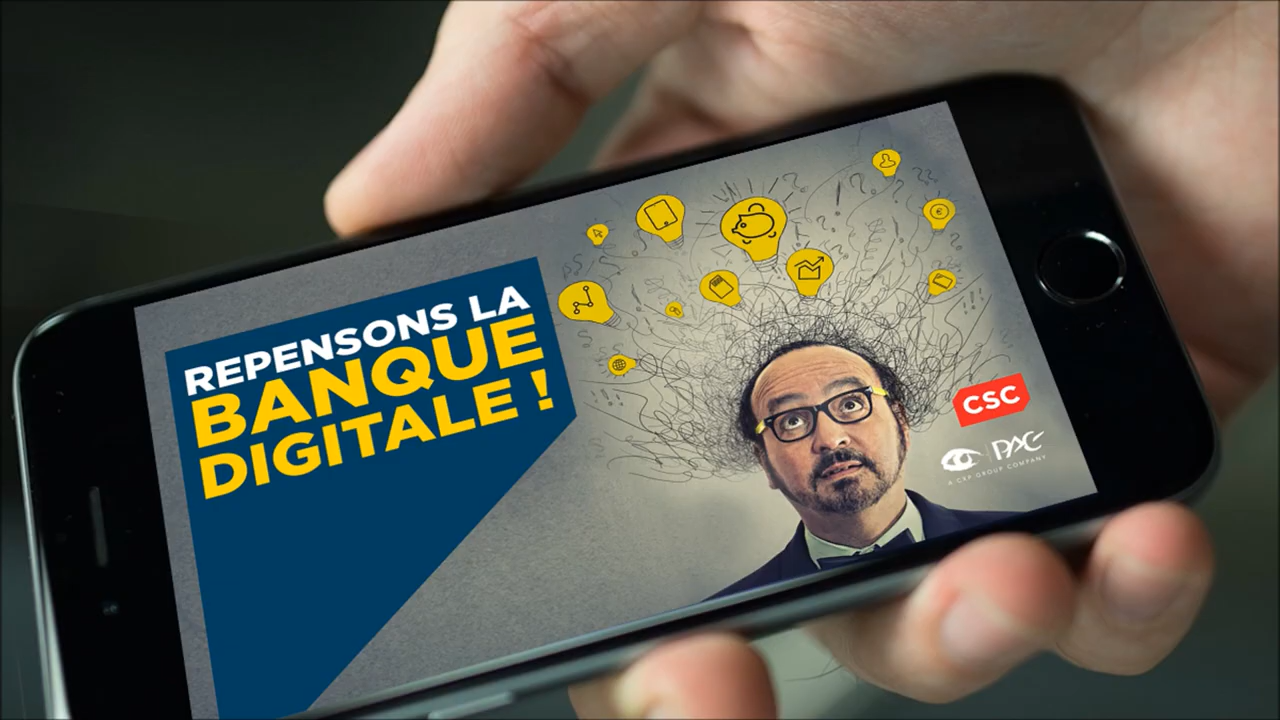 REPENSONS LA
BANQUE
DIGITALE !
CSC
PAC
A CXP GROUP COMPANY